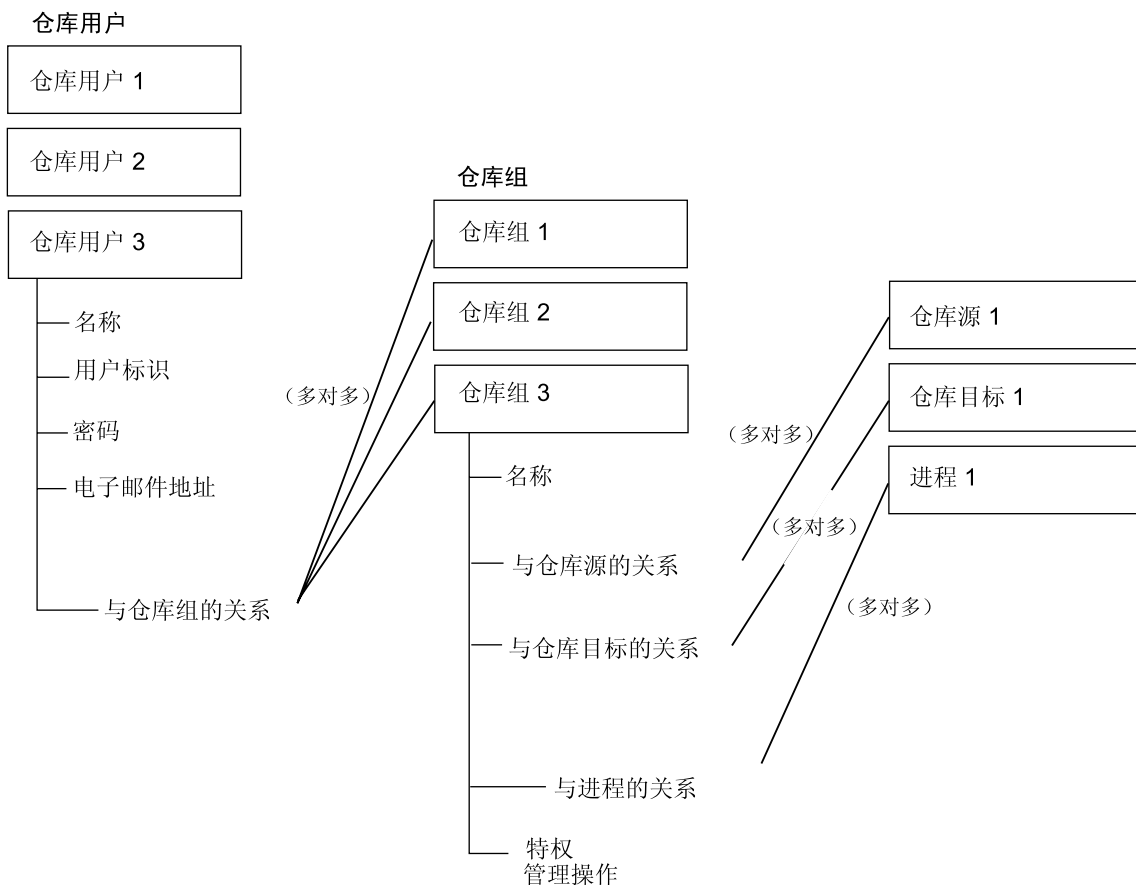 仓库用户
仓库用户 1
仓库用户 2
仓库用户 3
名称
用户标识
密码
电子邮件地址
与仓库组的关系
（多对多）
仓库组
仓库组 1
仓库组 2
仓库组 3
名称
与仓库源的关系
与仓库目标的关系
与进程的关系
特权
管理操作
（多对多）
（多对多）
（多对多）
仓库源 1
仓库目标 1
进程 1